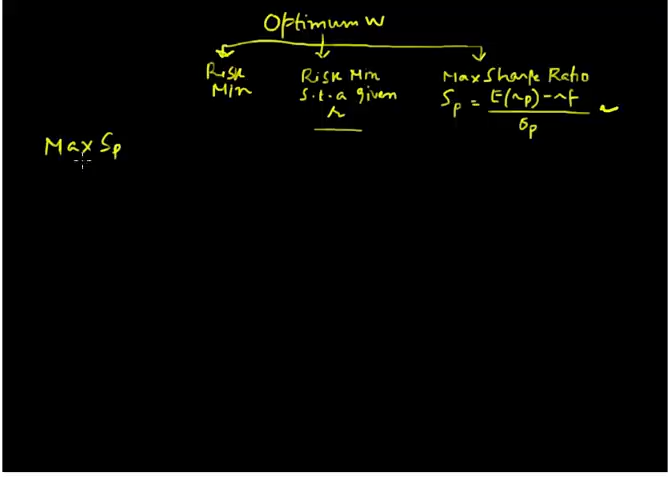 Optimum W
Risk
Min
Risk Min
s.t.a given
r
Max Sharpe Ratio
Sp = E(rp) - rf
σp
Max Sp